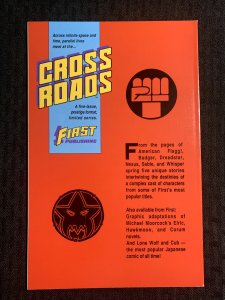 Across infinite space and
time, parallel lives
meet at the...
CROSS
ROADS
A five-issue,
prestige format,
limited series.
FIRST
PUBLISHING
From the pages of
American Flagg!,
Badger, Dreadstar,
Nexus, Sable, and Whisper
spring five unique stories
intertwining the destinies of
a complex cast of characters
from some of First's most
popular titles.
Also available from First:
Graphic adaptations of
Michael Moorcock's Elric,
Hawkmoon, and Corum
novels.
And Lone Wolf and Cub —
the most popular Japanese
comic of all time!